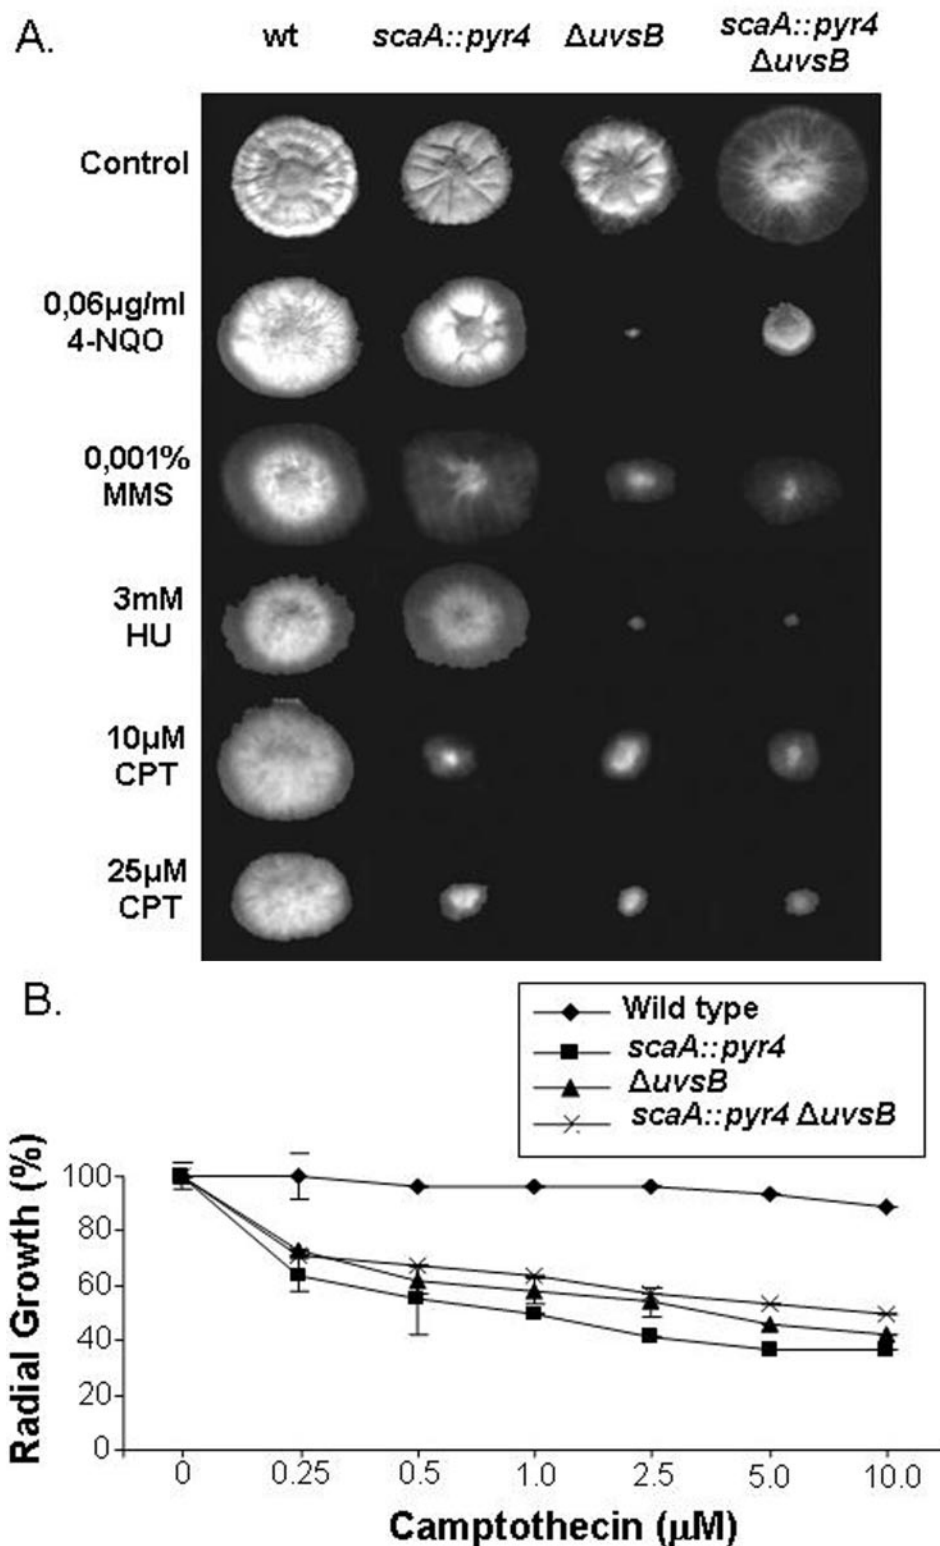 A.
wt scaA::pyr4 ΔuvsB scaA::pyr4
ΔuvsB
Control
0,06µg/ml
4-NQO
0,001%
MMS
3mM
HU
10µM
CPT
25µM
CPT
B.
Wild type
scaA::pyr4
ΔuvsB
scaA::pyr4 ΔuvsB
Radial Growth (%)
100
80
60
40
20
0
0 0.25 0.5 1.0 2.5 5.0 10.0
Camptothecin (µM)